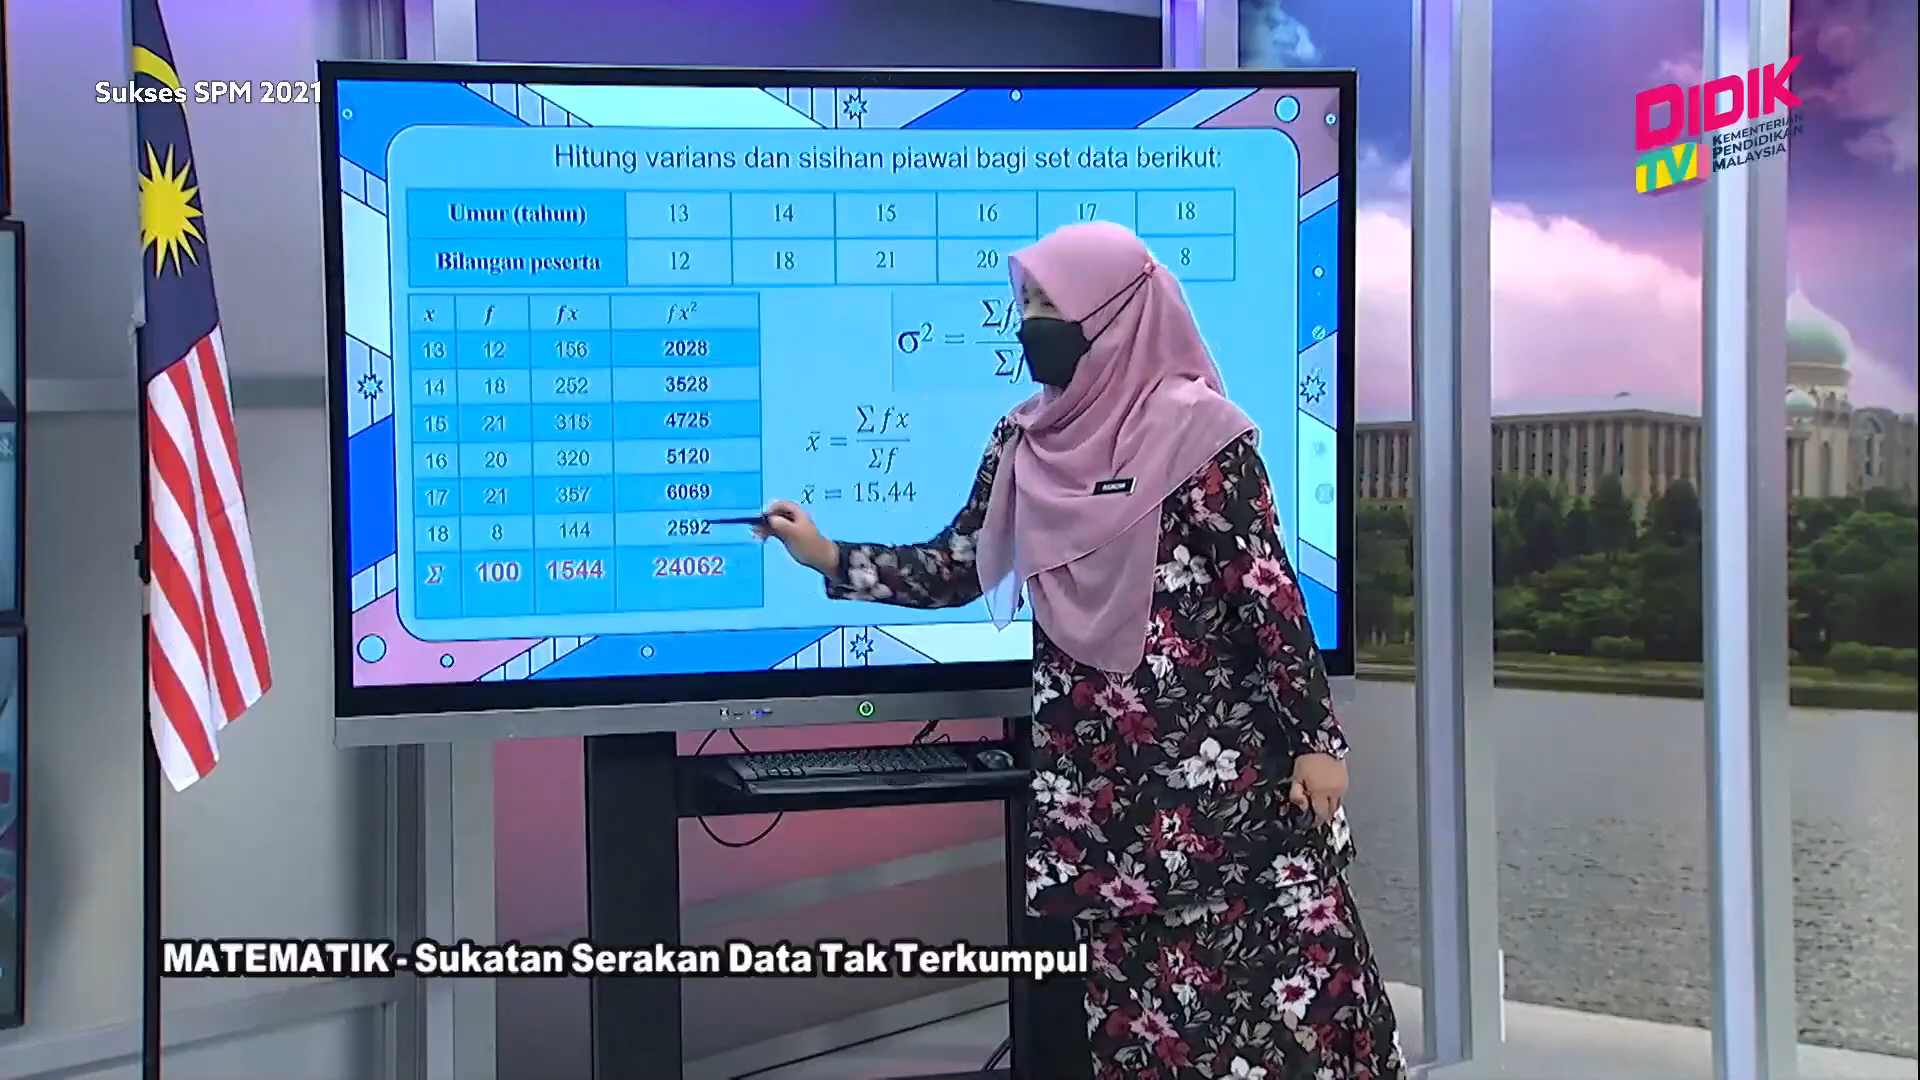 Sukses SPM 2021
DIDIK
TV
KEMENTERIAN
PENDIDIKAN
MALAYSIA
Hitung varians dan sisihan piawai bagi set data berikut:
Umur (tahun) 13 14 15 16 17 18
Bilangan peserta 12 18 21 20 8
x f fx fx²
13 12 156 2028
14 18 252 3528
15 21 315 4725
16 20 320 5120
17 21 357 6069
18 8 144 2592
Σ 100 1544 24062
σ² = Σf / Σf
x̄ = Σfx / Σf
x̄ = 15.44
MATEMATIK - Sukatan Serakan Data Tak Terkumpul